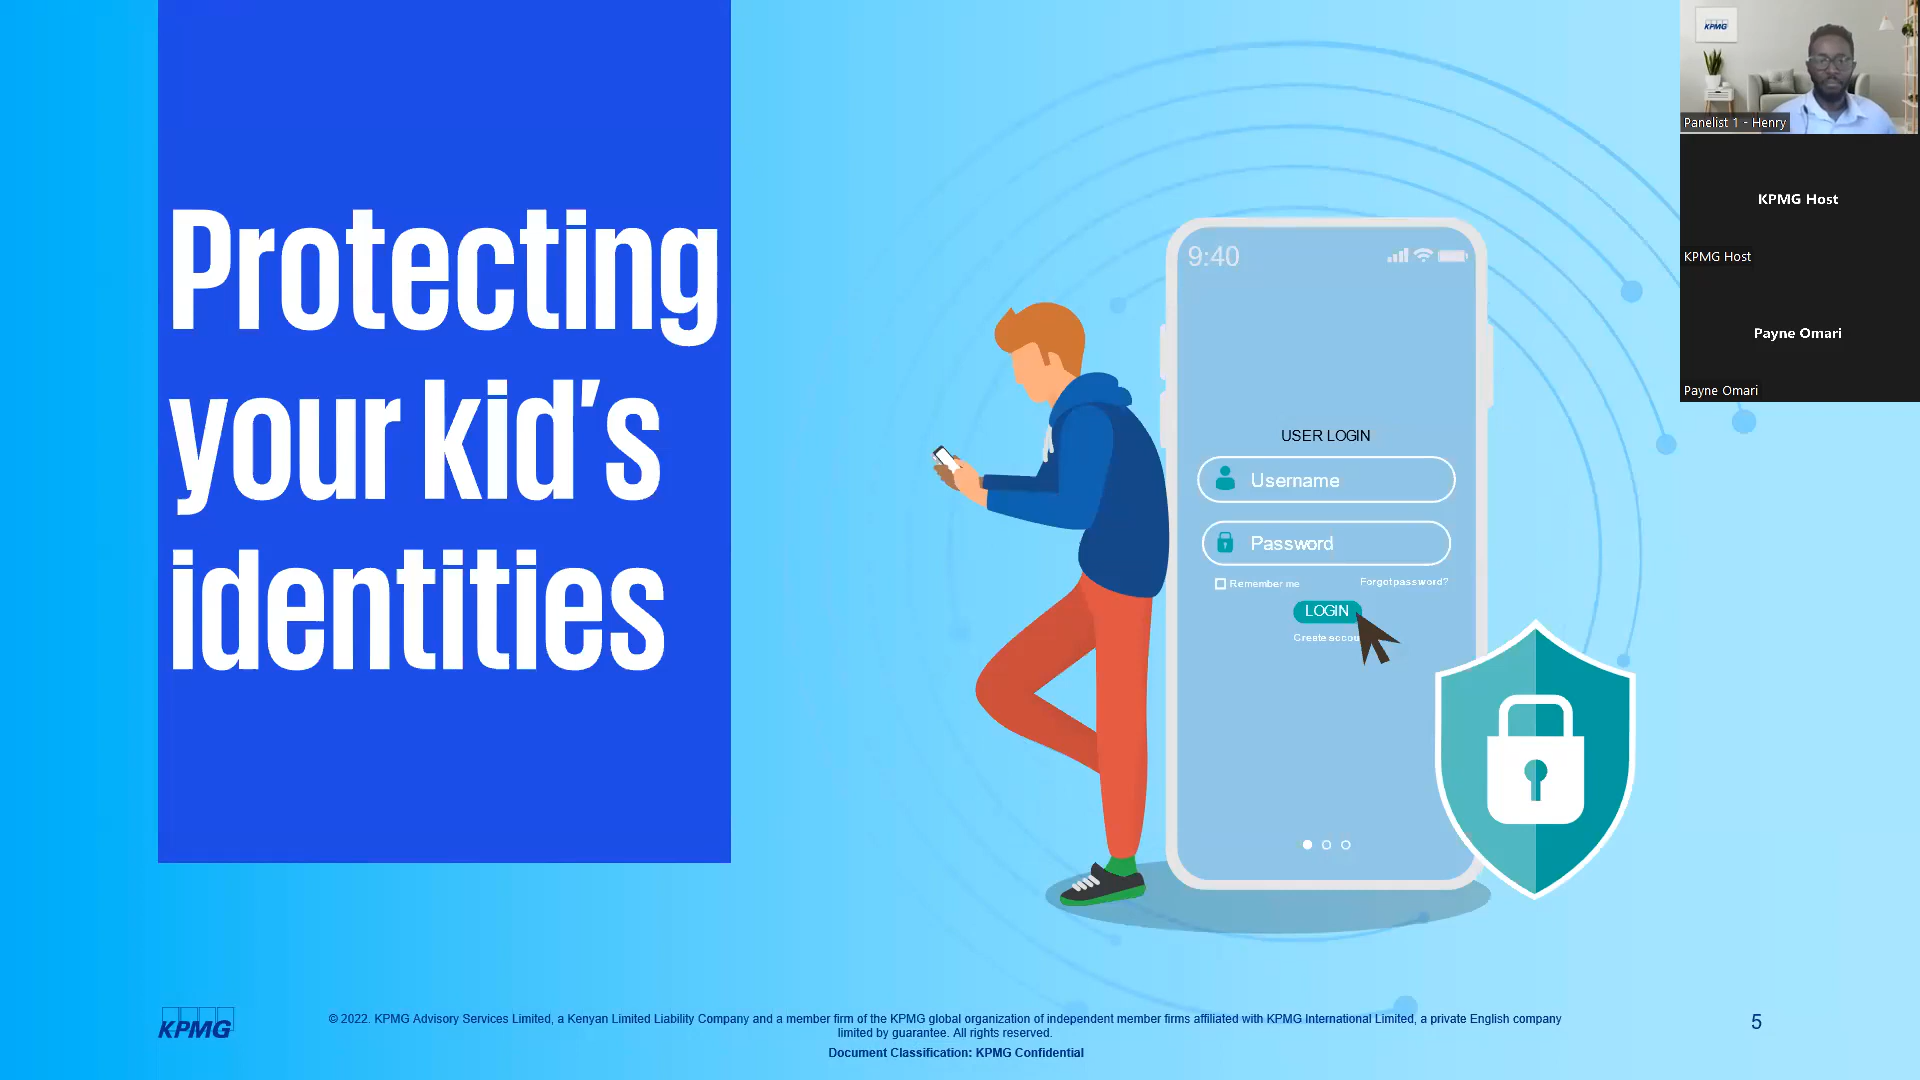 Protecting
your kid's
identities
9:40
USER LOGIN
Username
Password
Remember me
Forgot password?
LOGIN
Create accou
KPMG
Panelist 1 - Henry
KPMG Host
KPMG Host
Payne Omari
Payne Omari
KPMG
© 2022. KPMG Advisory Services Limited, a Kenyan Limited Liability Company and a member firm of the KPMG global organization of independent member firms affiliated with KPMG International Limited, a private English company
limited by guarantee. All rights reserved.
Document Classification: KPMG Confidential
5